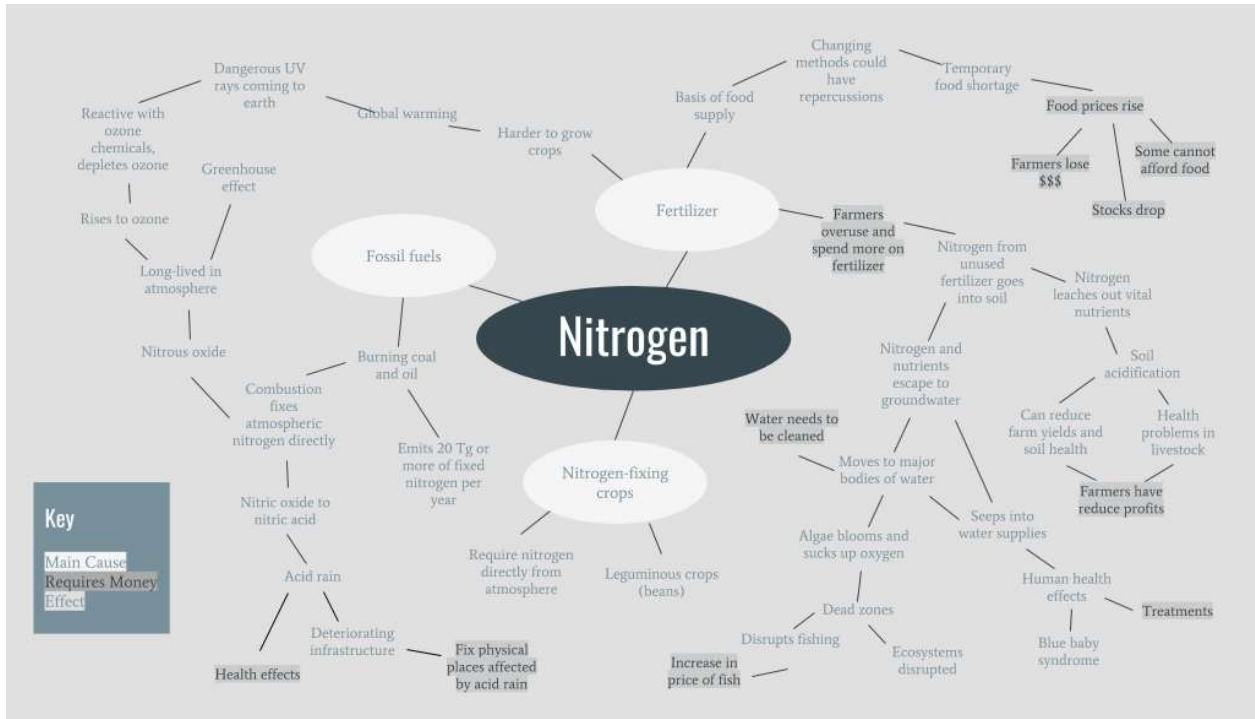 Dangerous UV
rays coming to
earth
Reactive with
ozone
chemicals,
depletes ozone
Global warming
Harder to grow
crops
Greenhouse
effect
Rises to ozone
Long-lived in
atmosphere
Nitrous oxide
Changing
methods could
have
repercussions
Basis of food
supply
Temporary
food shortage
Food prices rise
Farmers lose
$$$
Some cannot
afford food
Stocks drop
Fertilizer
Farmers
overuse and
spend more on
fertilizer
Nitrogen from
unused
fertilizer goes
into soil
Nitrogen
leaches out vital
nutrients
Fossil fuels
Nitrogen
Burning coal
and oil
Combustion
fixes
atmospheric
nitrogen directly
Emits 20 Tg or
more of fixed
nitrogen per
year
Nitric oxide to
nitric acid
Acid rain
Health effects
Deteriorating
infrastructure
Fix physical
places affected
by acid rain
Nitrogen-fixing
crops
Require nitrogen
directly from
atmosphere
Leguminous crops
(beans)
Nitrogen and
nutrients
escape to
groundwater
Soil
acidification
Can reduce
farm yields and
soil health
Health
problems in
livestock
Farmers have
reduce profits
Water needs to
be cleaned
Moves to major
bodies of water
Seeps into
water supplies
Algae blooms and
sucks up oxygen
Dead zones
Disrupts fishing
Increase in
price of fish
Ecosystems
disrupted
Human health
effects
Treatments
Blue baby
syndrome
Key
Main Cause
Requires Money
Effect